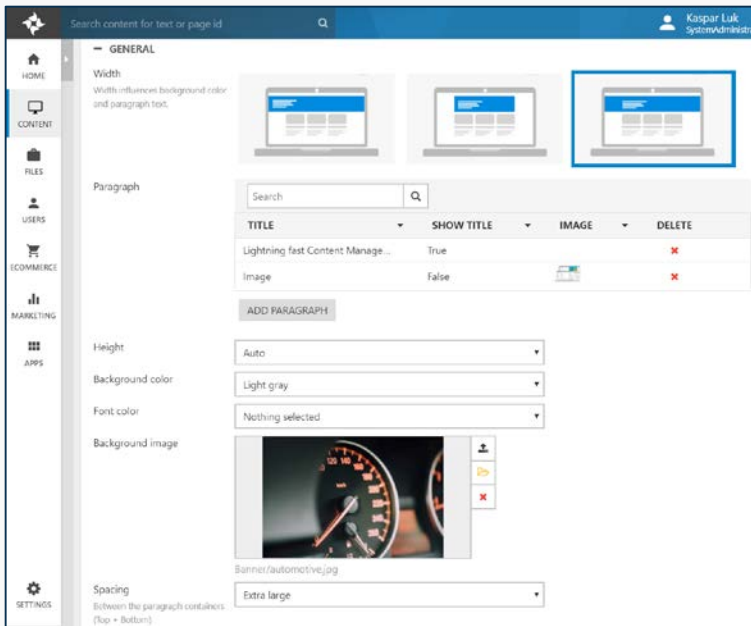 Search content for text or page id
Kaspar Luk
SystemAdministra
HOME
CONTENT
FILES
USERS
ECOMMERCE
MARKETING
APPS
SETTINGS
GENERAL
Width
Width influences background color
and paragraph text.
Paragraph
Search
TITLE SHOW TITLE IMAGE DELETE
Lightning fast Content Manage... True
Image False
ADD PARAGRAPH
Height
Auto
Background color
Light gray
Font color
Nothing selected
Background image
120 140
Banner/automotive.jpg
Spacing
Between the paragraph containers
(Top + Bottom)
Extra large